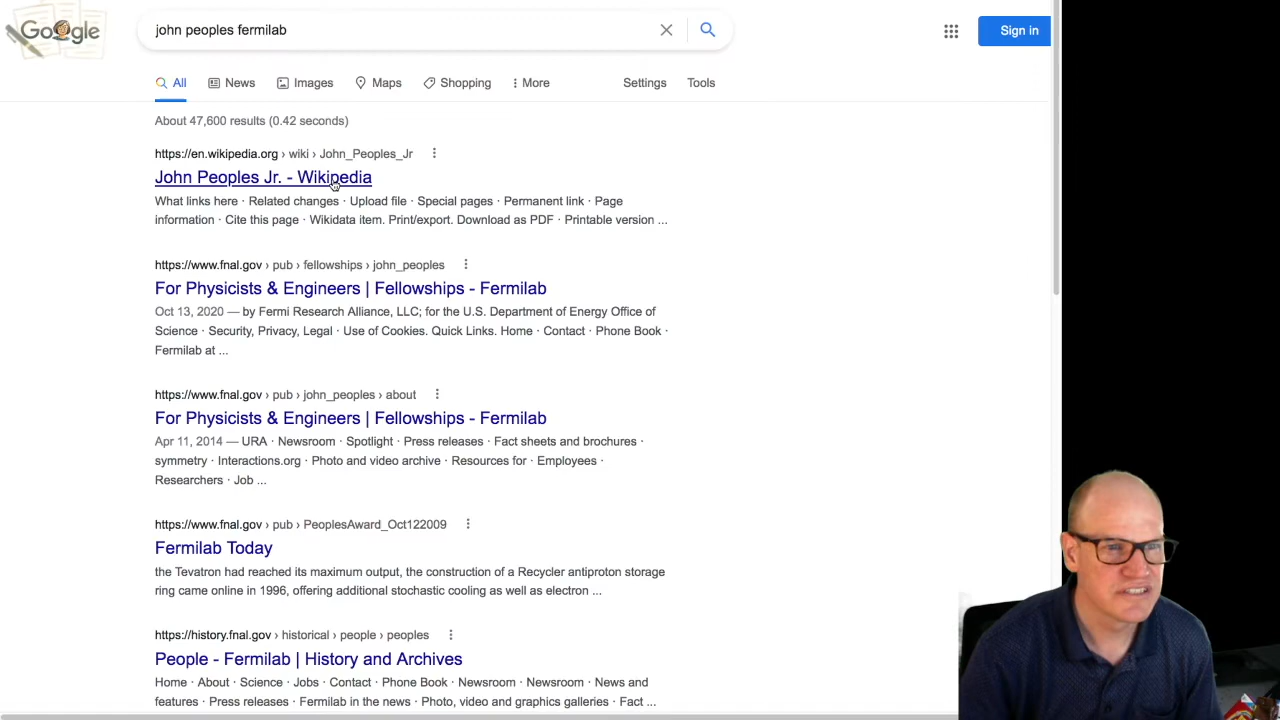 Google
john peoples fermilab
Sign in
All
News
Images
Maps
Shopping
More
Settings
Tools
About 47,600 results (0.42 seconds)
https://en.wikipedia.org › wiki › John_Peoples_Jr
John Peoples Jr. - Wikipedia
What links here · Related changes · Upload file · Special pages · Permanent link · Page
information · Cite this page · Wikidata item. Print/export. Download as PDF · Printable version ...
https://www.fnal.gov › pub › fellowships › john_peoples
For Physicists & Engineers | Fellowships - Fermilab
Oct 13, 2020 — by Fermi Research Alliance, LLC; for the U.S. Department of Energy Office of
Science · Security, Privacy, Legal · Use of Cookies. Quick Links. Home · Contact · Phone Book ·
Fermilab at ...
https://www.fnal.gov › pub › john_peoples › about
For Physicists & Engineers | Fellowships - Fermilab
Apr 11, 2014 — URA · Newsroom · Spotlight · Press releases · Fact sheets and brochures ·
symmetry · Interactions.org · Photo and video archive · Resources for · Employees ·
Researchers · Job ...
https://www.fnal.gov › pub › PeoplesAward_Oct122009
Fermilab Today
the Tevatron had reached its maximum output, the construction of a Recycler antiproton storage
ring came online in 1996, offering additional stochastic cooling as well as electron ...
https://history.fnal.gov › historical › people › peoples
People - Fermilab | History and Archives
Home · About · Science · Jobs · Contact · Phone Book · Newsroom · Newsroom · News and
features · Press releases · Fermilab in the news · Photo, video and graphics galleries · Fact ...